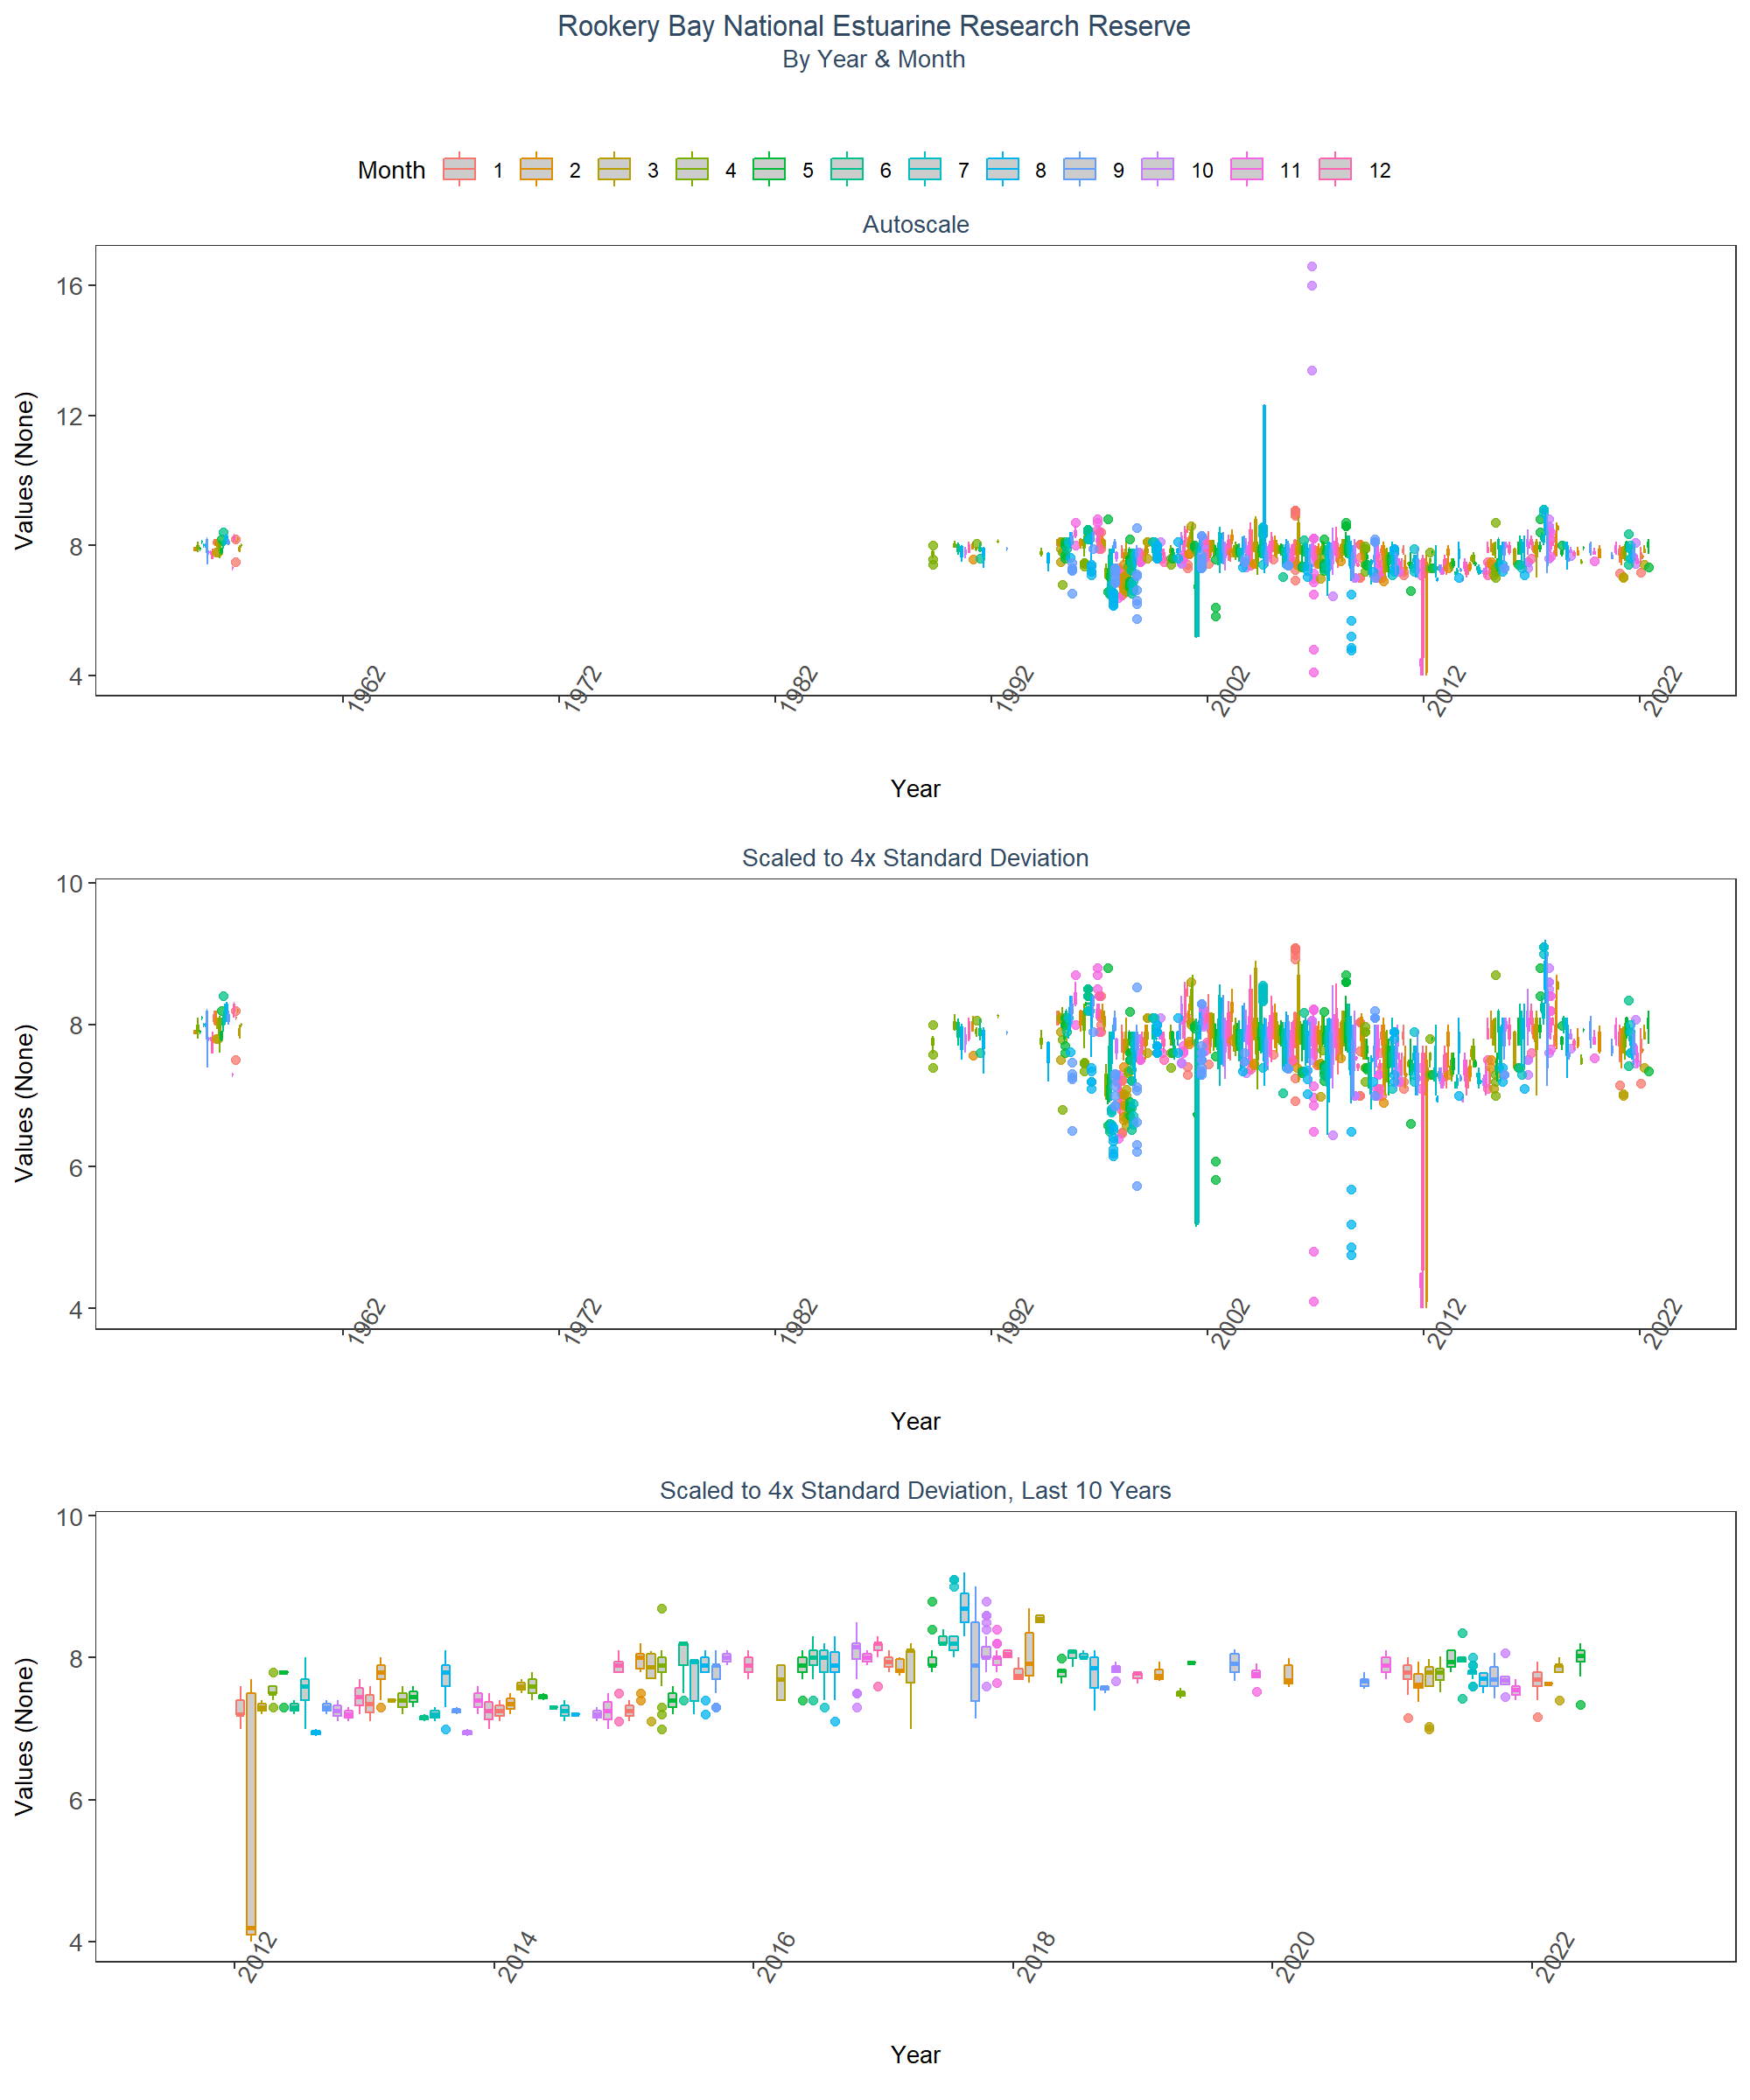 Rookery Bay National Estuarine Research Reserve
By Year & Month
Month 1 2 3 4 5 6 7 8 9 10 11 12
Autoscale
Values (None)
16
12
8
4
1962 1972 1982 1992 2002 2012 2022
Year
Scaled to 4x Standard Deviation
Values (None)
10
8
6
4
1962 1972 1982 1992 2002 2012 2022
Year
Scaled to 4x Standard Deviation, Last 10 Years
Values (None)
10
8
6
4
2012 2014 2016 2018 2020 2022
Year